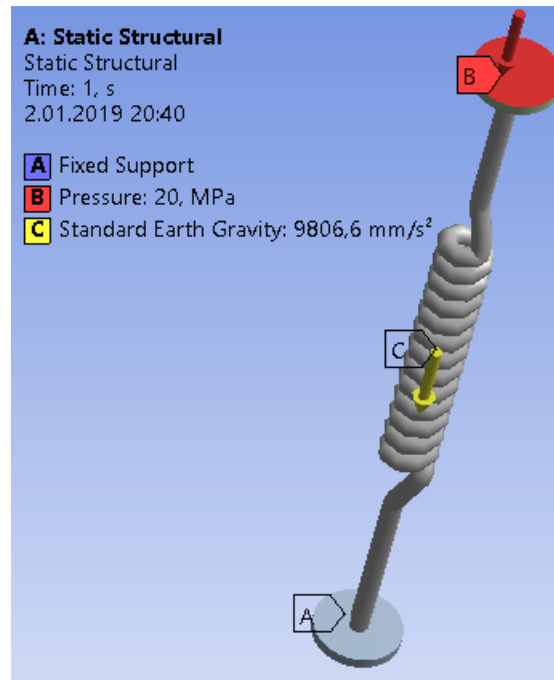 A: Static Structural
Static Structural
Time: 1, s
2.01.2019 20:40
A Fixed Support
B Pressure: 20, MPa
C Standard Earth Gravity: 9806,6 mm/s²
B
C
A